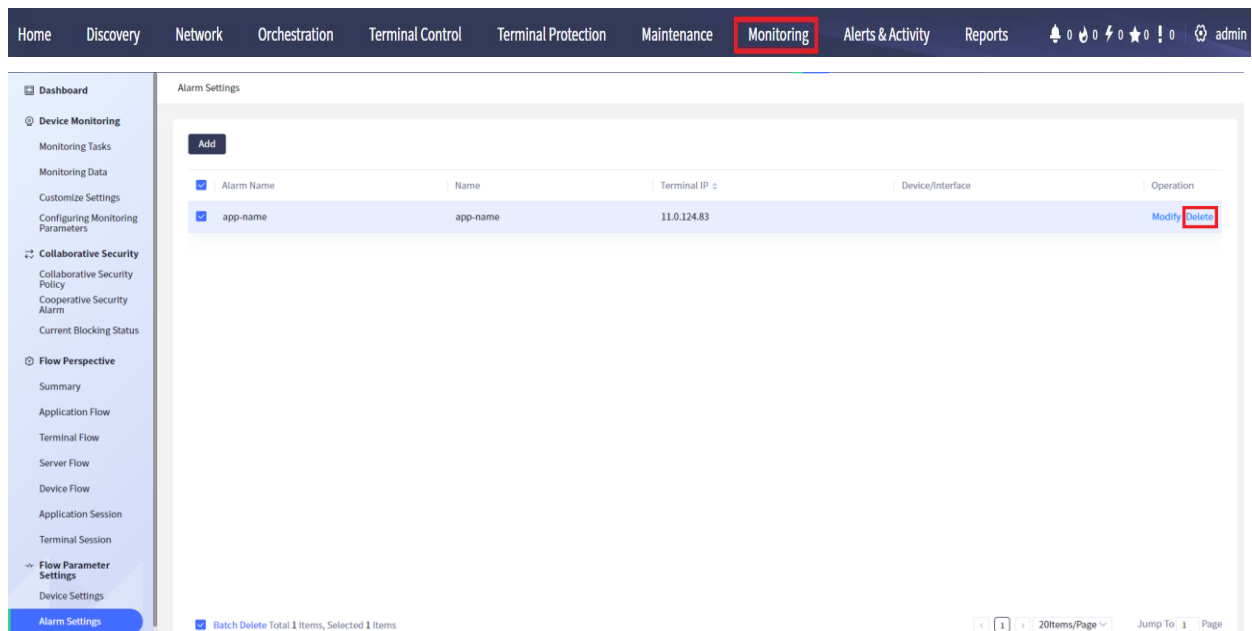 Home Discovery Network Orchestration Terminal Control Terminal Protection Maintenance Monitoring Alerts & Activity Reports 0 0 0 0 0 admin
Dashboard
Device Monitoring
Monitoring Tasks
Monitoring Data
Customize Settings
Configuring Monitoring
Parameters
Collaborative Security
Collaborative Security
Policy
Cooperative Security
Alarm
Current Blocking Status
Flow Perspective
Summary
Application Flow
Terminal Flow
Server Flow
Device Flow
Application Session
Terminal Session
Flow Parameter
Settings
Device Settings
Alarm Settings
Alarm Settings
Add
Alarm Name Name Terminal IP Device/Interface Operation
app-name app-name 11.0.124.83 Modify Delete
Batch Delete Total 1 Items, Selected 1 Items < 1 > 20Items/Page Jump To 1 Page